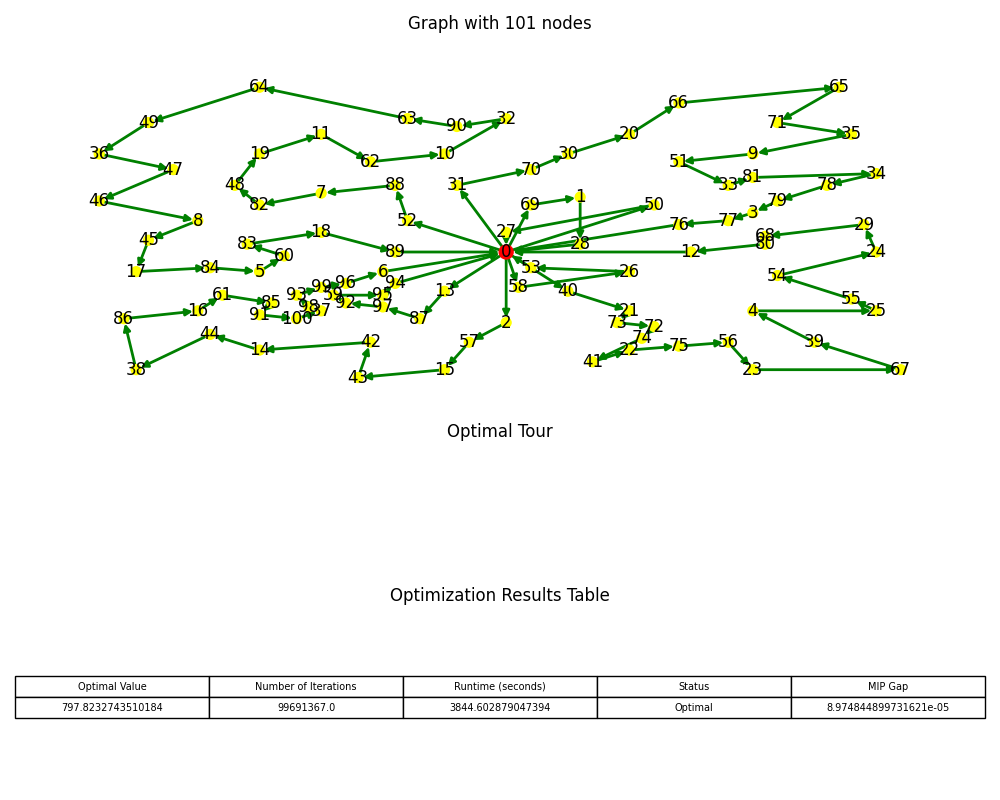 Graph with 101 nodes
64 65
66
63 32
49 90 71
11 20 35
36 19 62 10 30 51 9
47 70 34
81
48 7 88 31 33 78
46 82 69 1 50 79
8 52 76 77 3
29
45 18 27 68
83 28 80
60 89 0 12 24
17 84 5 6 53 26
54
99 96 94 58
61 93 59 95 13 40
85 98 92 97 55
16 91 100 37 21 4 25
86 87 2 73 72
44 74
14 42 57 22 75 56 39
41
38 15 23 67
43
Optimal Tour
Optimization Results Table
Optimal Value Number of Iterations Runtime (seconds) Status MIP Gap
797.8232743510184 99691367.0 3844.602879047394 Optimal 8.974844899731621e-05